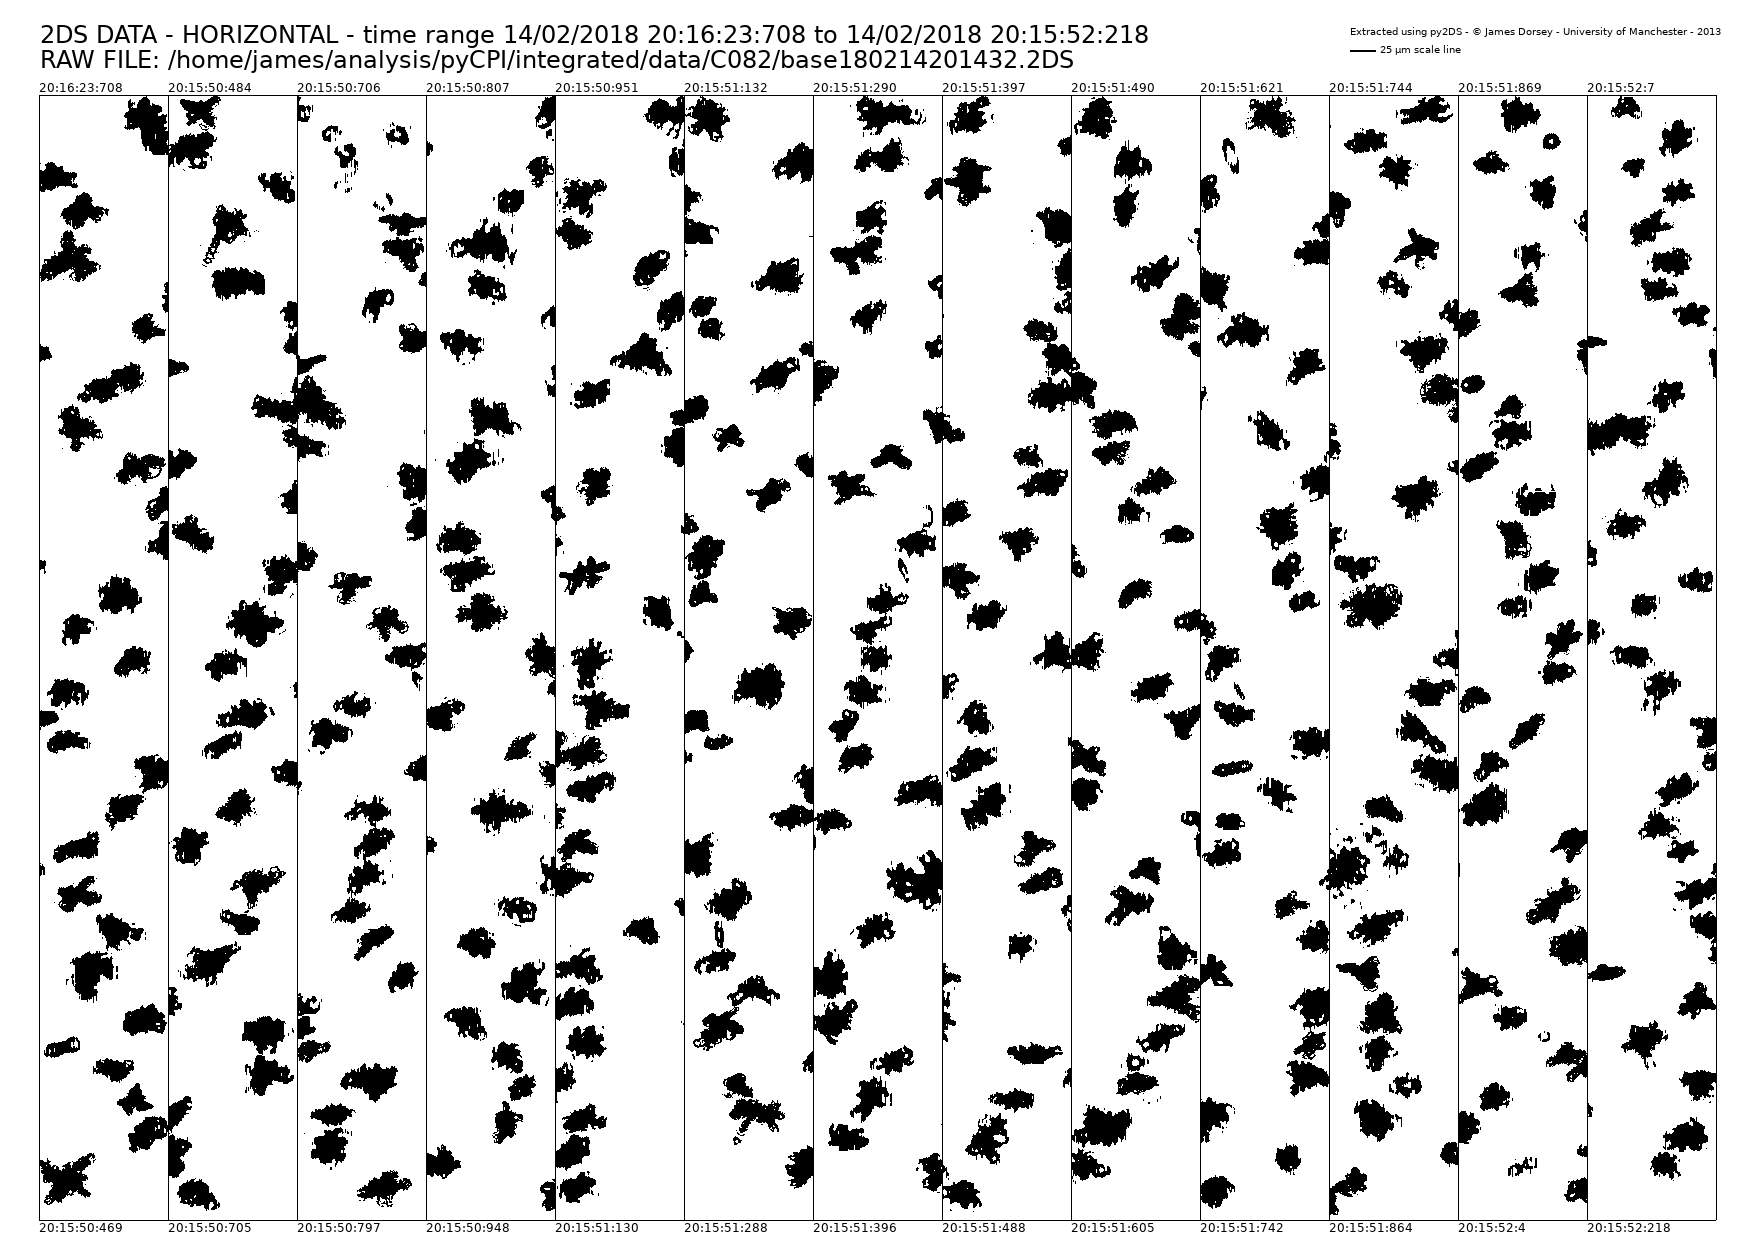 2DS DATA - HORIZONTAL - time range 14/02/2018 20:16:23:708 to 14/02/2018 20:15:52:218
RAW FILE: /home/james/analysis/pyCPI/integrated/data/C082/base180214201432.2DS
Extracted using py2DS - © James Dorsey - University of Manchester - 2013
25 µm scale line
20:16:23:708 20:15:50:484 20:15:50:706 20:15:50:807 20:15:50:951 20:15:51:132 20:15:51:290 20:15:51:397 20:15:51:490 20:15:51:621 20:15:51:744 20:15:51:869 20:15:52:7
20:15:50:469 20:15:50:705 20:15:50:797 20:15:50:948 20:15:51:130 20:15:51:288 20:15:51:396 20:15:51:488 20:15:51:605 20:15:51:742 20:15:51:864 20:15:52:4 20:15:52:218